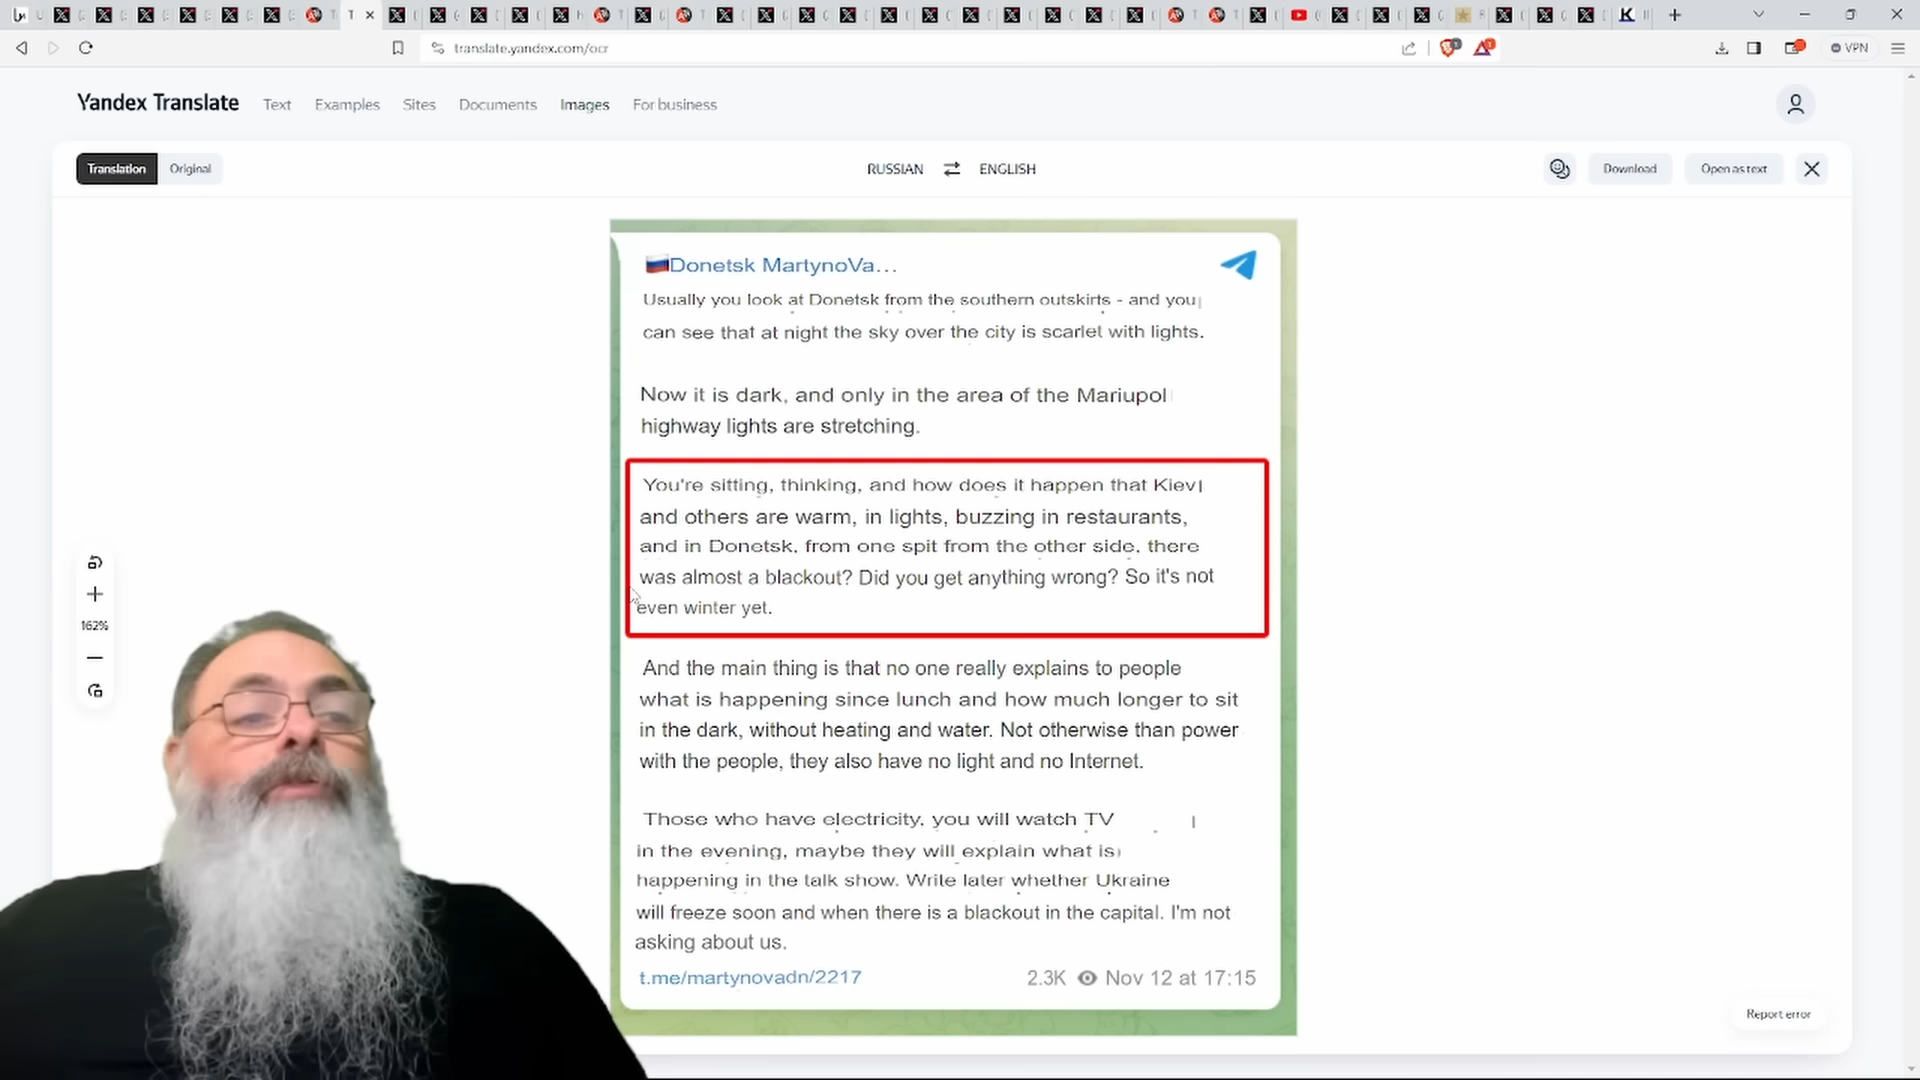 translate.yandex.com/ocr
VPN
Yandex Translate Text Examples Sites Documents Images For business
Translation Original RUSSIAN ENGLISH Download Open as text
Donetsk MartynoVa...
Usually you look at Donetsk from the southern outskirts - and you
can see that at night the sky over the city is scarlet with lights.
Now it is dark, and only in the area of the Mariupol
highway lights are stretching.
You're sitting, thinking, and how does it happen that Kiev
and others are warm, in lights, buzzing in restaurants,
and in Donetsk, from one spit from the other side, there
was almost a blackout? Did you get anything wrong? So it's not
even winter yet.
162%
And the main thing is that no one really explains to people
what is happening since lunch and how much longer to sit
in the dark, without heating and water. Not otherwise than power
with the people, they also have no light and no Internet.
Those who have electricity, you will watch TV
in the evening, maybe they will explain what is
happening in the talk show. Write later whether Ukraine
will freeze soon and when there is a blackout in the capital. I'm not
asking about us.
t.me/martynovadn/2217 2.3K Nov 12 at 17:15
Report error